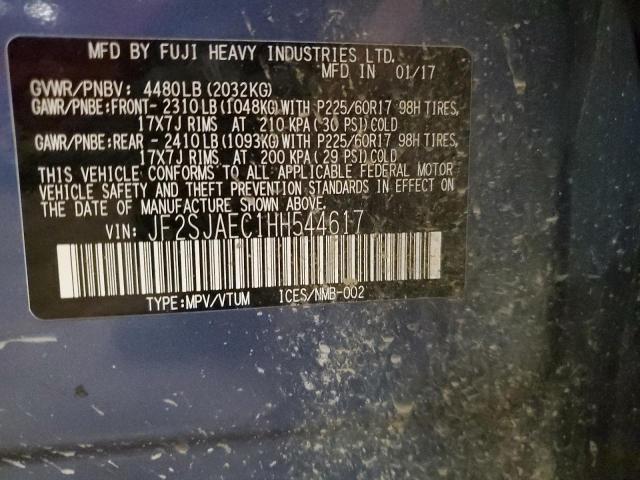 MFD BY FUJI HEAVY INDUSTRIES LTD.
MFD IN 01/17
GVWR/PNBV: 4480LB (2032KG)
GAWR/PNBE:FRONT- 2310LB (1048KG) WITH P225/60R17 98H TIRES,
17X7J RIMS AT 210 KPA (30 PSI) COLD
GAWR/PNBE:REAR - 2410LB (1093KG) WITH P225/60R17 98H TIRES,
17X7J RIMS AT 200 KPA (29 PSI) COLD
THIS VEHICLE CONFORMS TO ALL APPLICABLE FEDERAL MOTOR
VEHICLE SAFETY AND THEFT PREVENTION STANDARDS IN EFFECT ON
THE DATE OF MANUFACTURE SHOWN ABOVE.
VIN: JF2SJAEC1HH544617
TYPE:MPV/VTUM ICES/NMB-002